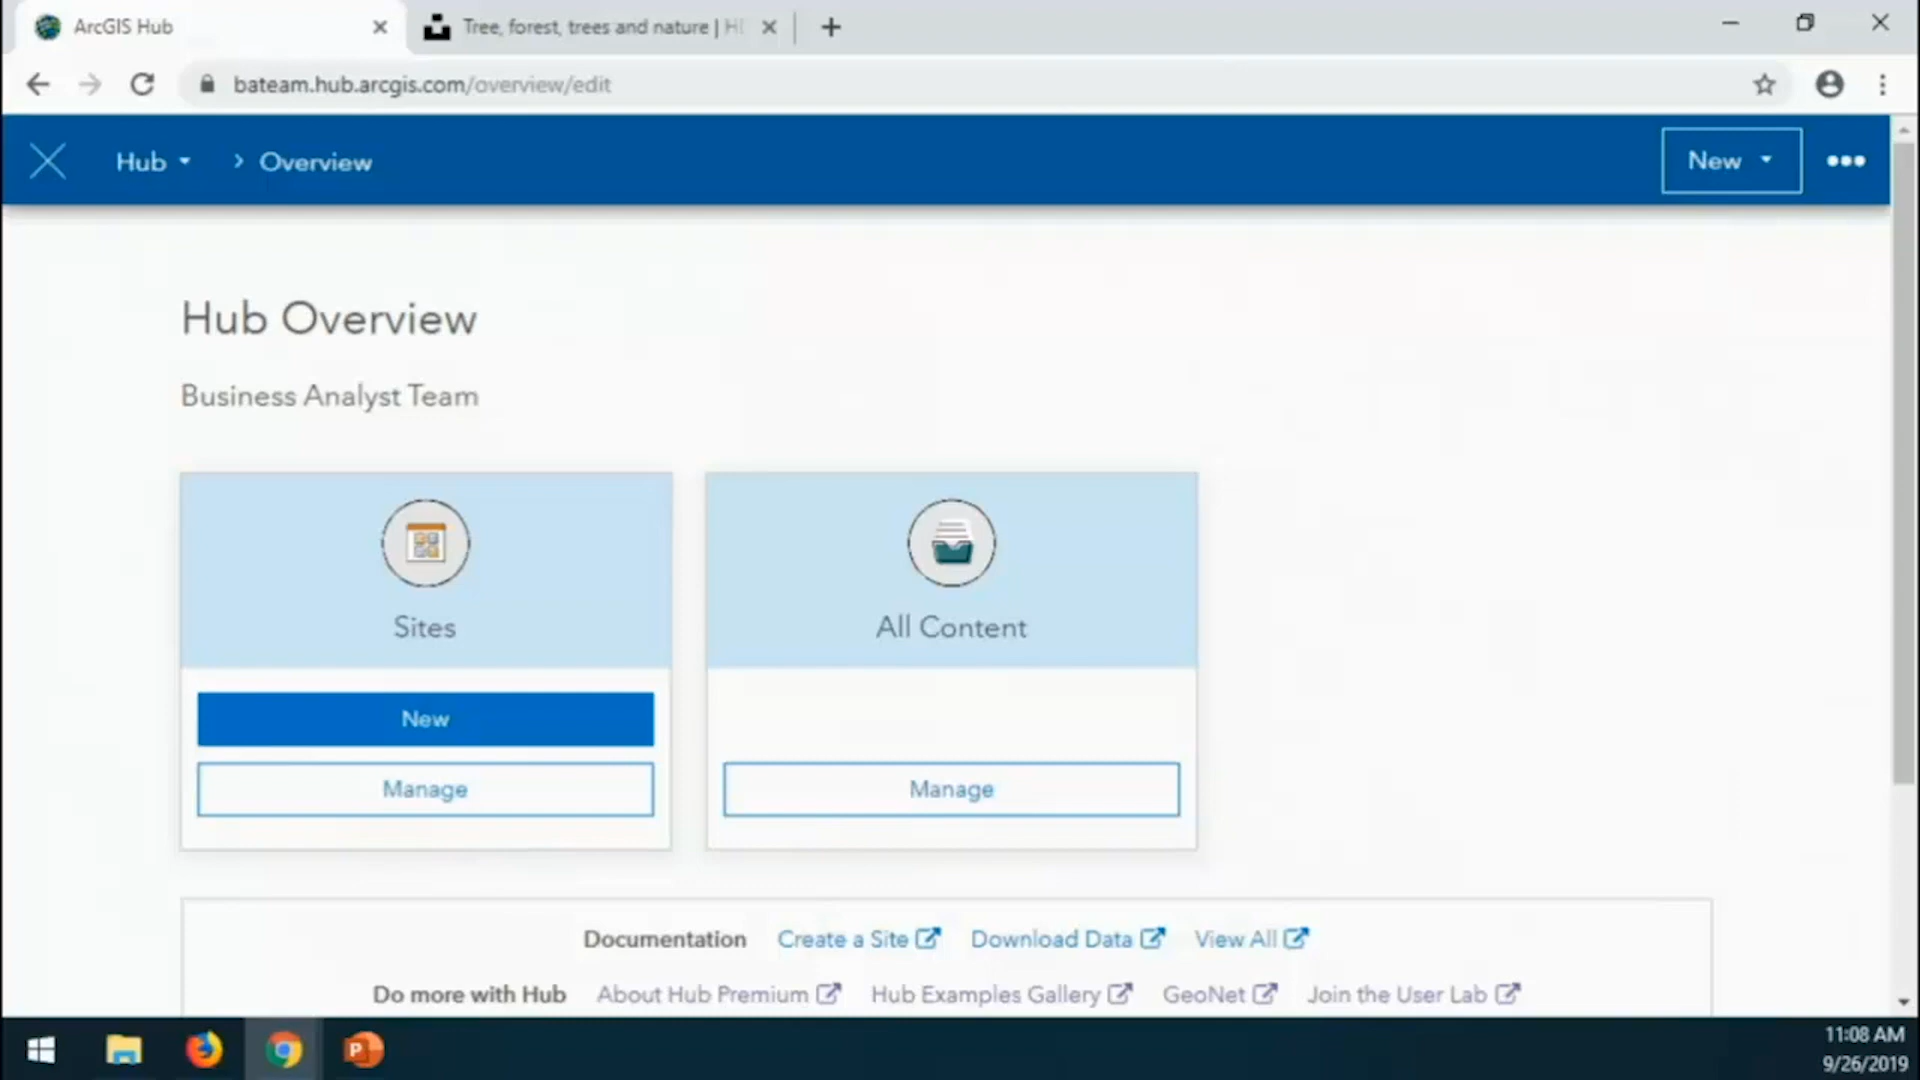 ArcGIS Hub
Tree, forest, trees and nature | H
bateam.hub.arcgis.com/overview/edit
Hub > Overview
New
Hub Overview
Business Analyst Team
Sites
All Content
New
Manage
Manage
Documentation Create a Site Download Data View All
Do more with Hub About Hub Premium Hub Examples Gallery GeoNet Join the User Lab
11:08 AM
9/26/2019